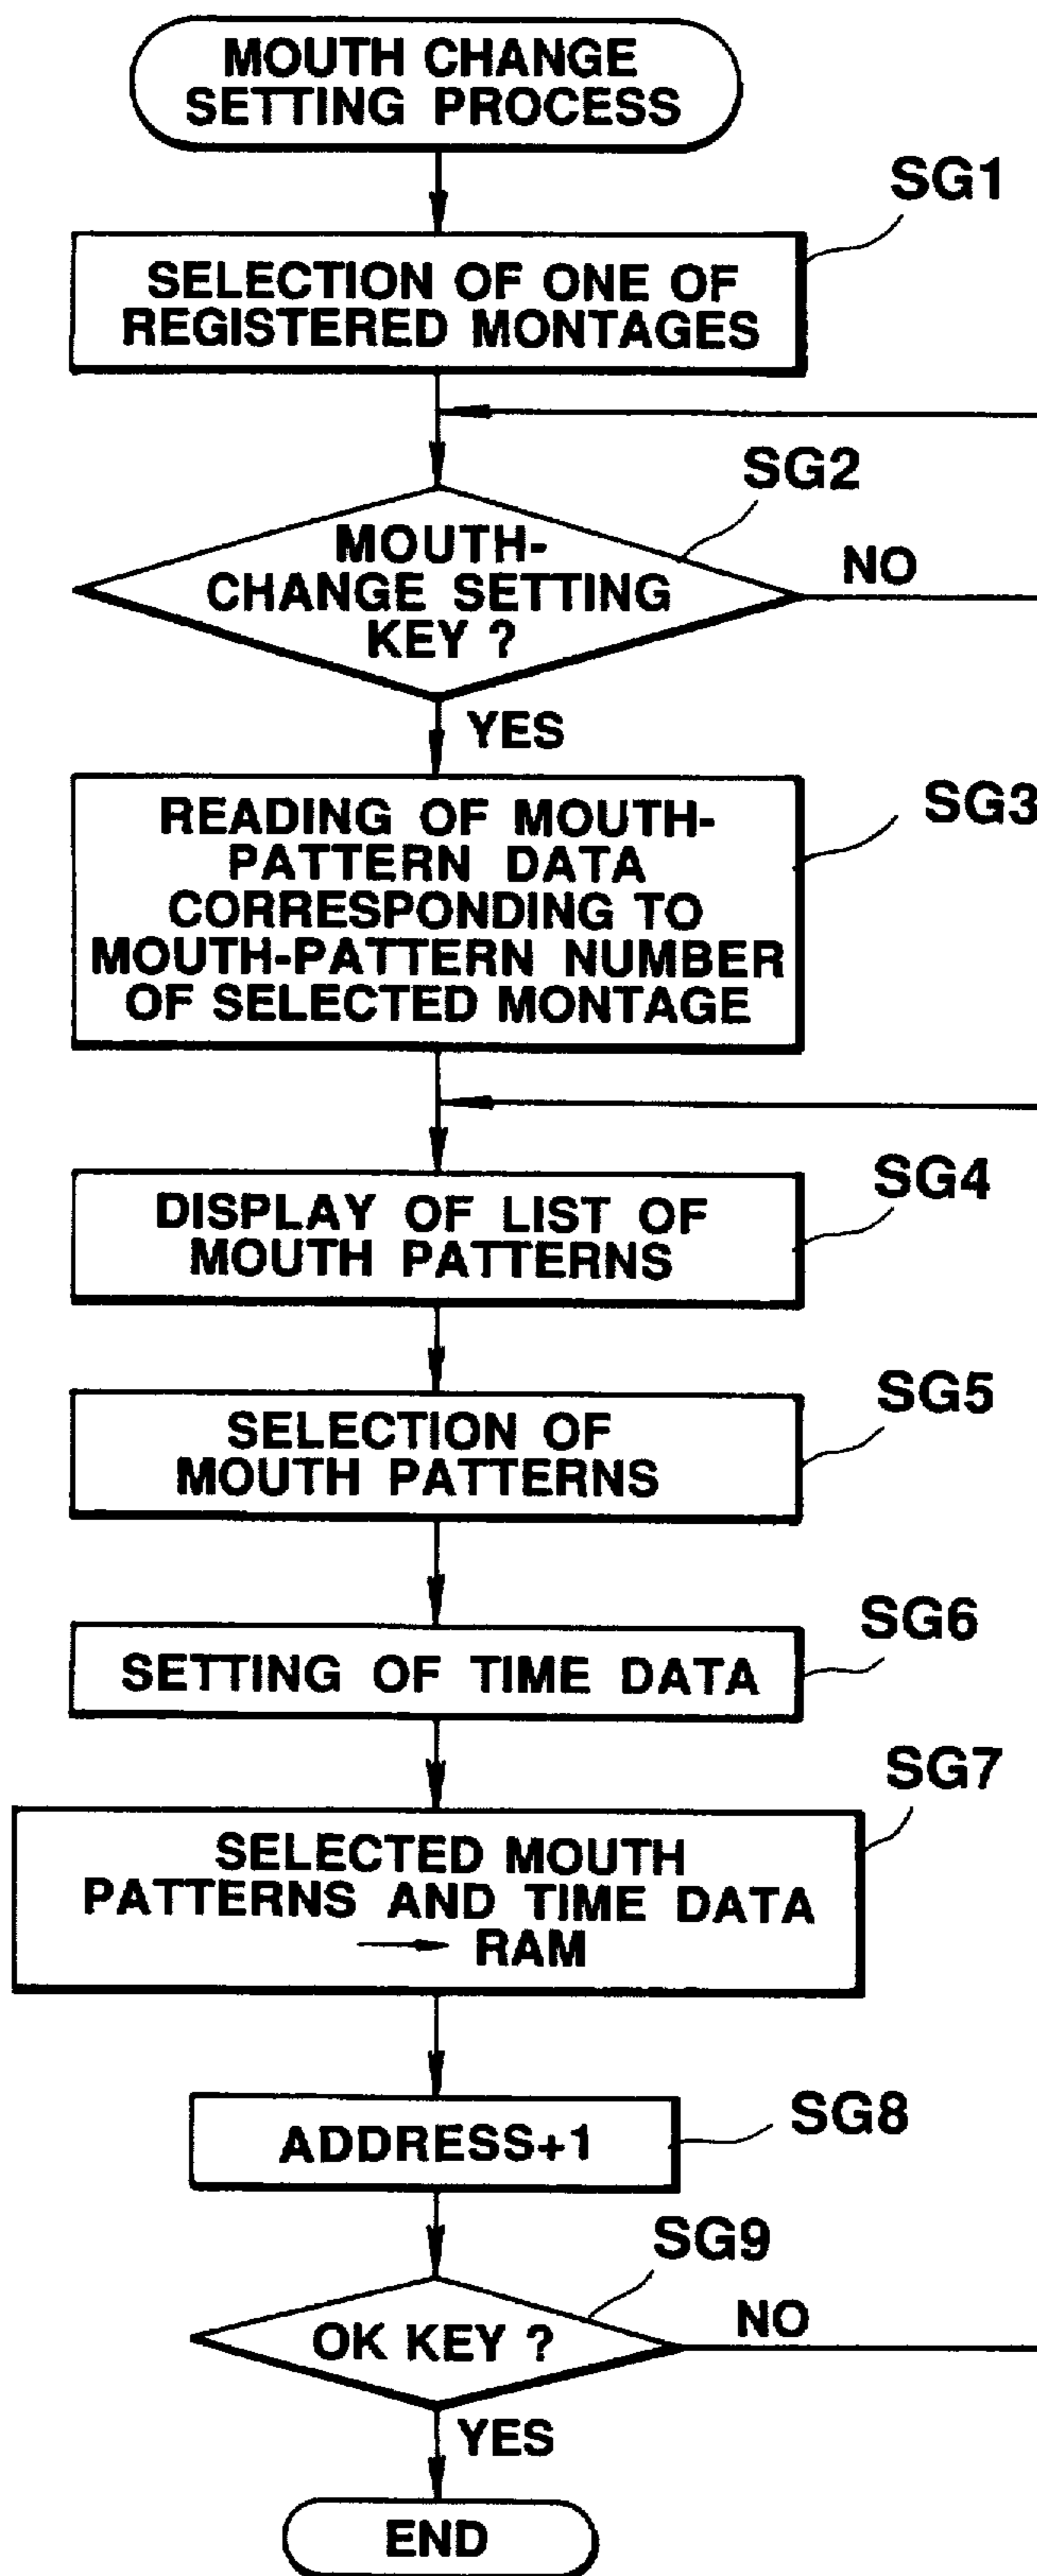 MOUTH CHANGE
SETTING PROCESS
SG1
SELECTION OF ONE OF
REGISTERED MONTAGES
SG2
MOUTH-
CHANGE SETTING
KEY ?
NO
YES
SG3
READING OF MOUTH-
PATTERN DATA
CORRESPONDING TO
MOUTH-PATTERN NUMBER
OF SELECTED MONTAGE
SG4
DISPLAY OF LIST OF
MOUTH PATTERNS
SG5
SELECTION OF
MOUTH PATTERNS
SG6
SETTING OF TIME DATA
SG7
SELECTED MOUTH
PATTERNS AND TIME DATA
→ RAM
SG8
ADDRESS+1
SG9
OK KEY ?
NO
YES
END